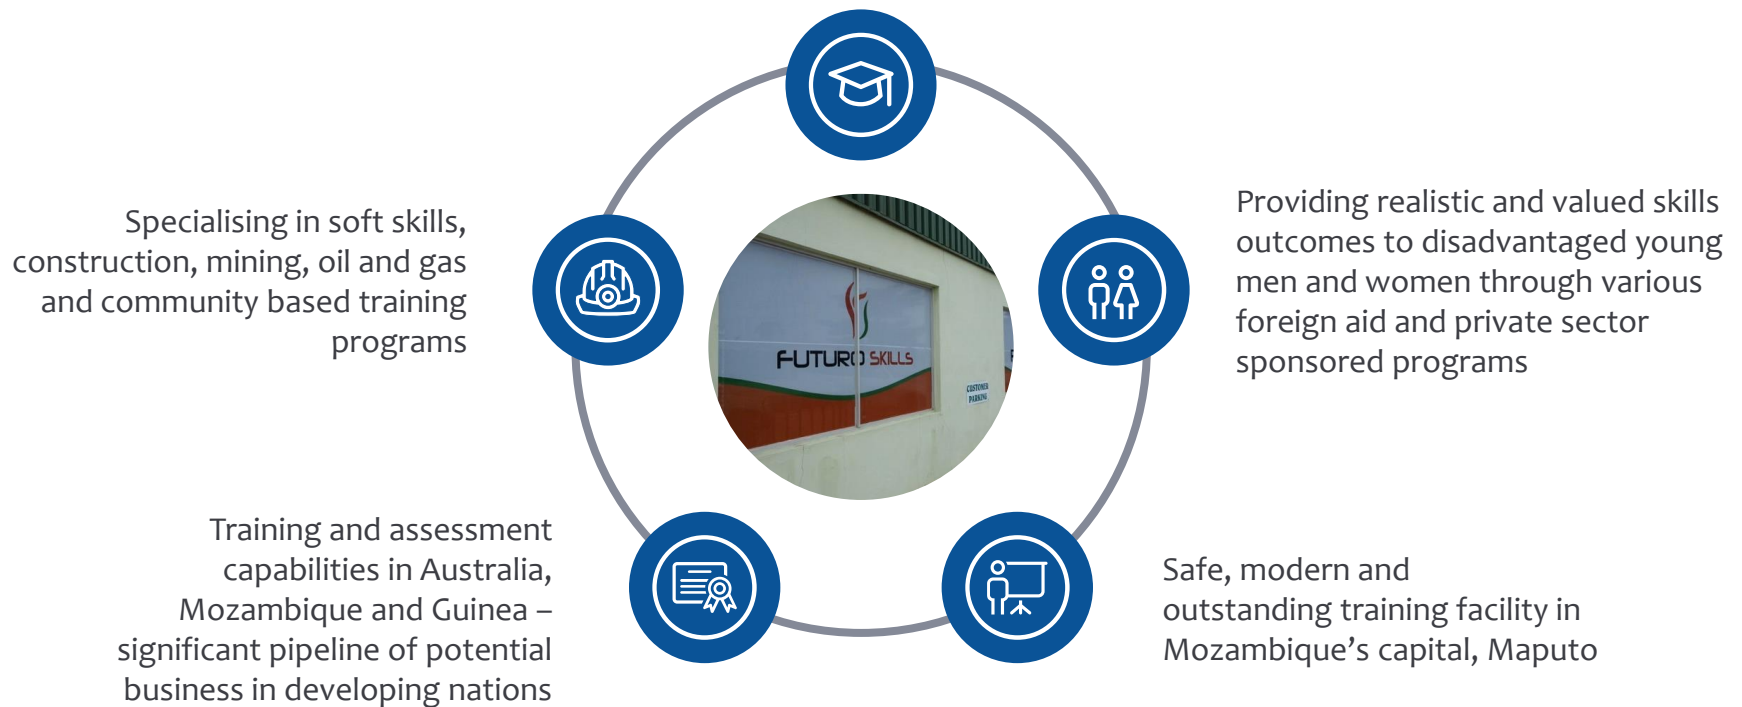 Specialising in soft skills,
construction, mining, oil and gas
and community based training
programs
Providing realistic and valued skills
outcomes to disadvantaged young
men and women through various
foreign aid and private sector
sponsored programs
FUTURO SKILLS
F
COSTOMER
PARKING
Training and assessment
capabilities in Australia,
Mozambique and Guinea –
significant pipeline of potential
business in developing nations
Safe, modern and
outstanding training facility in
Mozambique’s capital, Maputo